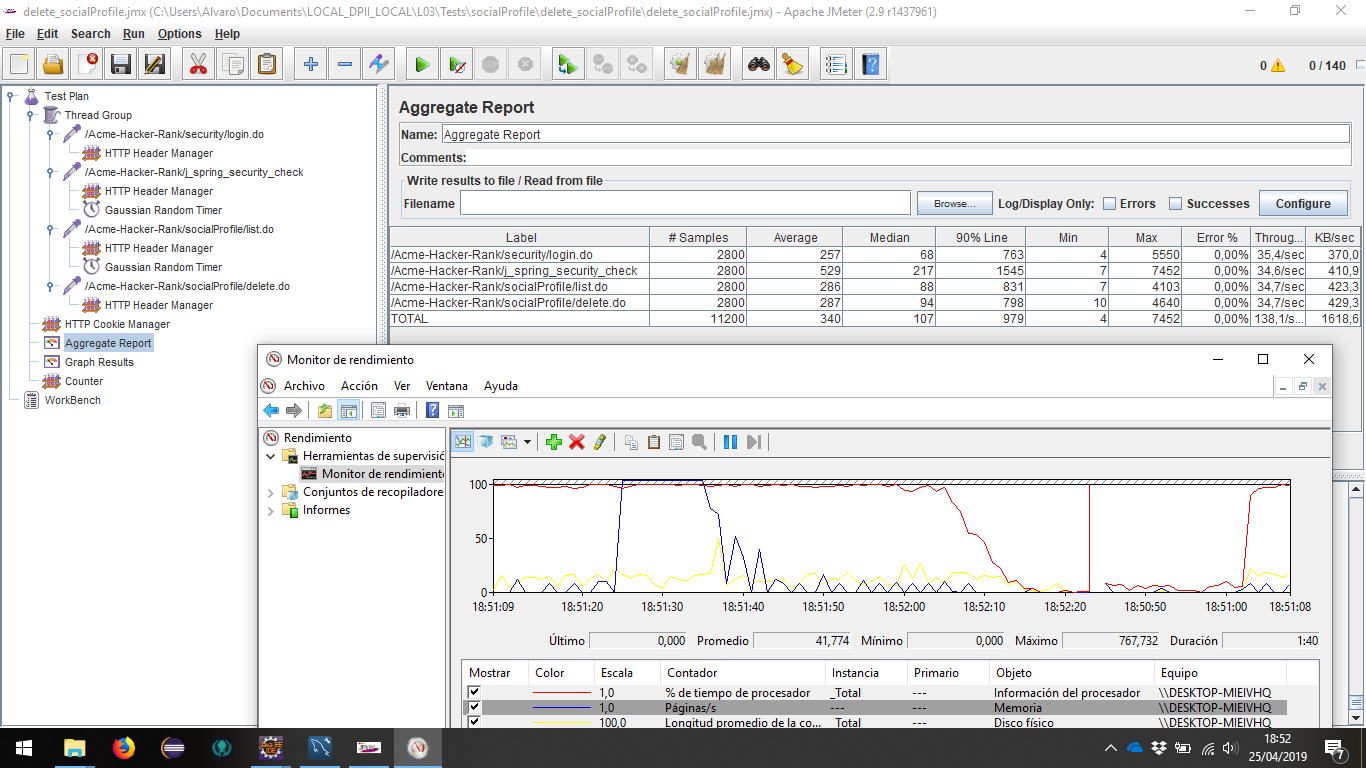 delete_socialProfile.jmx (C:\Users\Alvaro\Documents\LOCAL_DPII_LOCAL\L03\Tests\socialProfile\delete_socialProfile\delete_socialProfile.jmx) - Apache JMeter (2.9 r1437961)
File Edit Search Run Options Help
0 0 / 140
Test Plan
Thread Group
/Acme-Hacker-Rank/security/login.do
HTTP Header Manager
/Acme-Hacker-Rank/j_spring_security_check
HTTP Header Manager
Gaussian Random Timer
/Acme-Hacker-Rank/socialProfile/list.do
HTTP Header Manager
Gaussian Random Timer
/Acme-Hacker-Rank/socialProfile/delete.do
HTTP Header Manager
HTTP Cookie Manager
Aggregate Report
Graph Results
Counter
WorkBench
Aggregate Report
Name: Aggregate Report
Comments:
Write results to file / Read from file
Filename Browse... Log/Display Only: Errors Successes Configure
Label # Samples Average Median 90% Line Min Max Error % Throug... KB/sec
/Acme-Hacker-Rank/security/login.do 2800 257 68 763 4 5550 0,00% 35,4/sec 370,0
/Acme-Hacker-Rank/j_spring_security_check 2800 529 217 1545 7 7452 0,00% 34,6/sec 410,9
/Acme-Hacker-Rank/socialProfile/list.do 2800 286 88 831 7 4103 0,00% 34,7/sec 423,3
/Acme-Hacker-Rank/socialProfile/delete.do 2800 287 94 798 10 4640 0,00% 34,7/sec 429,3
TOTAL 11200 340 107 979 4 7452 0,00% 138,1/s... 1618,6
Monitor de rendimiento
Archivo Acción Ver Ventana Ayuda
Rendimiento
Herramientas de supervisió
Monitor de rendimiento
Conjuntos de recopiladores
Informes
100
50
0
18:51:09 18:51:20 18:51:30 18:51:40 18:51:50 18:52:00 18:52:10 18:52:20 18:50:50 18:51:00 18:51:08
Último 0,000 Promedio 41,774 Mínimo 0,000 Máximo 767,732 Duración 1:40
Mostrar Color Escala Contador Instancia Primario Objeto Equipo
1,0 % de tiempo de procesador _Total --- Información del procesador \\DESKTOP-MIEIVHQ
1,0 Páginas/s --- --- Memoria \\DESKTOP-MIEIVHQ
100,0 Longitud promedio de la co... _Total --- Disco físico \\DESKTOP-MIEIVHQ
18:52
25/04/2019
7